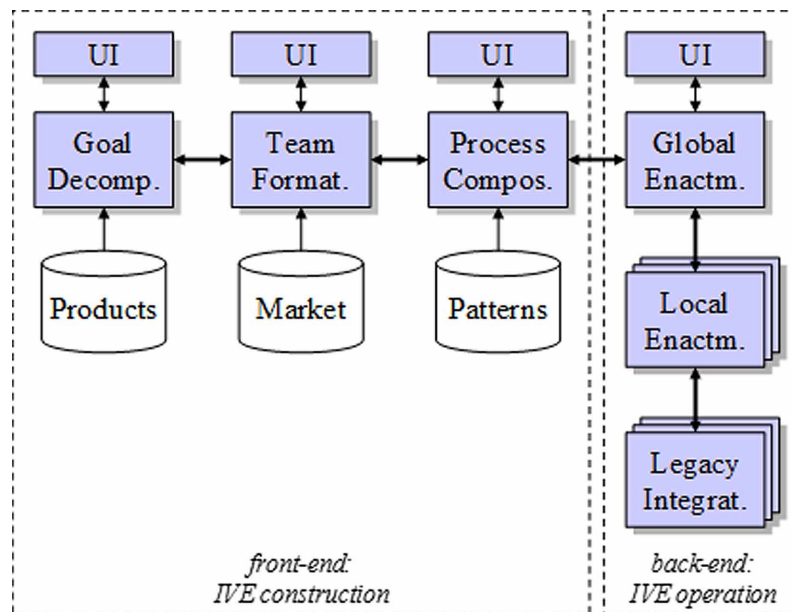 UI
UI
UI
UI
Goal
Decomp.
Team
Format.
Process
Compos.
Global
Enactm.
Products
Market
Patterns
Local
Enactm.
Legacy
Integrat.
front-end:
IVE construction
back-end:
IVE operation